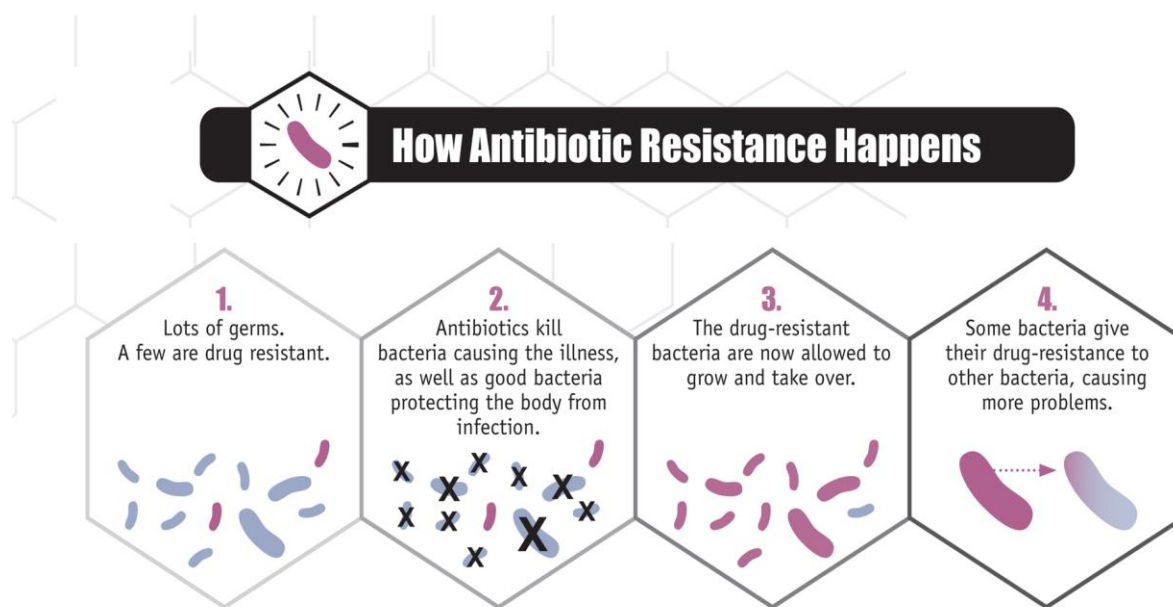 How Antibiotic Resistance Happens
1.
Lots of germs.
A few are drug resistant.
2.
Antibiotics kill
bacteria causing the illness,
as well as good bacteria
protecting the body from
infection.
X X X X X X X X X X
3.
The drug-resistant
bacteria are now allowed to
grow and take over.
4.
Some bacteria give
their drug-resistance to
other bacteria, causing
more problems.